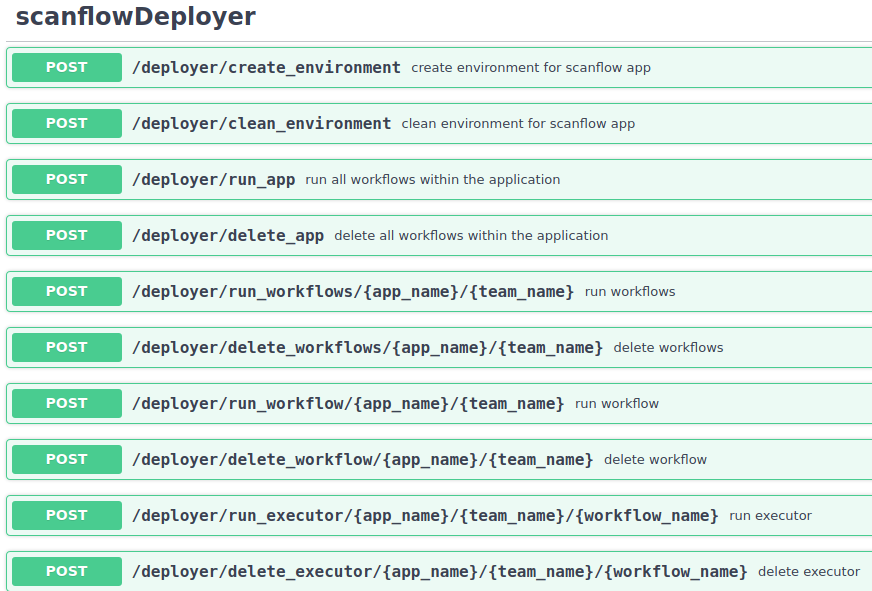 scanflowDeployer
POST /deployer/create_environment create environment for scanflow app
POST /deployer/clean_environment clean environment for scanflow app
POST /deployer/run_app run all workflows within the application
POST /deployer/delete_app delete all workflows within the application
POST /deployer/run_workflows/{app_name}/{team_name} run workflows
POST /deployer/delete_workflows/{app_name}/{team_name} delete workflows
POST /deployer/run_workflow/{app_name}/{team_name} run workflow
POST /deployer/delete_workflow/{app_name}/{team_name} delete workflow
POST /deployer/run_executor/{app_name}/{team_name}/{workflow_name} run executor
POST /deployer/delete_executor/{app_name}/{team_name}/{workflow_name} delete executor